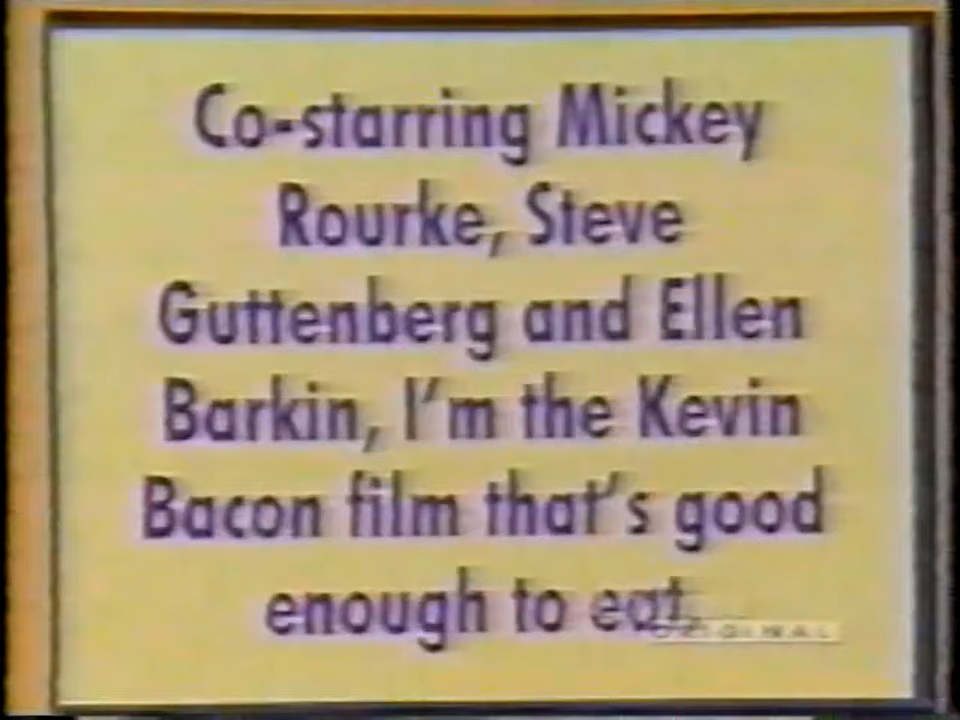 Co-starring Mickey
Rourke, Steve
Guttenberg and Ellen
Barkin, I'm the Kevin
Bacon film that's good
enough to eat.
ORIGINAL